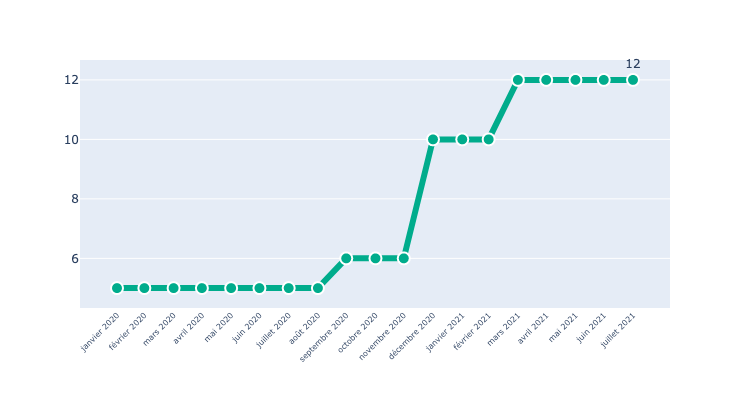 12
12
10
8
6
janvier 2020
février 2020
mars 2020
avril 2020
mai 2020
juin 2020
juillet 2020
août 2020
septembre 2020
octobre 2020
novembre 2020
décembre 2020
janvier 2021
février 2021
mars 2021
avril 2021
mai 2021
juin 2021
juillet 2021